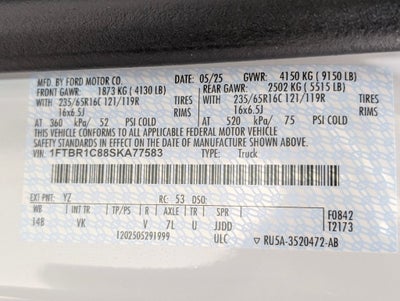 MFD. BY FORD MOTOR CO.
DATE: 05/25 GVWR: 4150 KG ( 9150 LB)
FRONT GAWR: 1873 KG ( 4130 LB) REAR GAWR: 2502 KG ( 5515 LB)
WITH 235/65R16C 121/119R TIRES WITH 235/65R16C 121/119R TIRES
16x6.5J RIMS 16x6.5J RIMS
AT 360 kPa/ 52 PSI COLD AT 520 kPa/ 75 PSI COLD
THIS VEHICLE CONFORMS TO ALL APPLICABLE FEDERAL MOTOR VEHICLE
SAFETY STANDARDS IN EFFECT ON THE DATE OF MANUFACTURE SHOWN ABOVE.
VIN: 1FTBR1C88SKA77583 TYPE: Truck
EXT PNT: YZ RC: 53 DSO:
WB INT TR TP/PS R AXLE TR SPR F0842
148 VK V 7L U JJDD T2173
1202505291999 ULC RU5A-3520472-AB